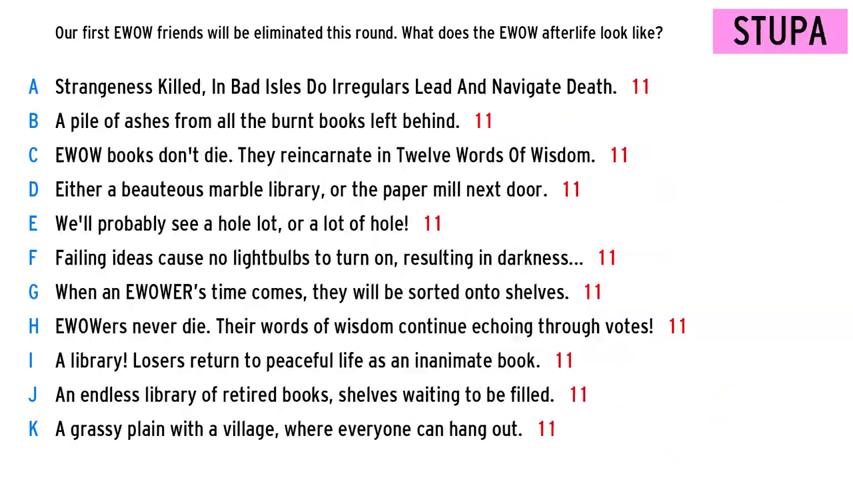 Our first EWOW friends will be eliminated this round. What does the EWOW afterlife look like?
STUPA
A Strangeness Killed, In Bad Isles Do Irregulars Lead And Navigate Death. 11
B A pile of ashes from all the burnt books left behind. 11
C EWOW books don't die. They reincarnate in Twelve Words Of Wisdom. 11
D Either a beauteous marble library, or the paper mill next door. 11
E We'll probably see a hole lot, or a lot of hole! 11
F Failing ideas cause no lightbulbs to turn on, resulting in darkness... 11
G When an EWOWER's time comes, they will be sorted onto shelves. 11
H EWOWers never die. Their words of wisdom continue echoing through votes! 11
I A library! Losers return to peaceful life as an inanimate book. 11
J An endless library of retired books, shelves waiting to be filled. 11
K A grassy plain with a village, where everyone can hang out. 11